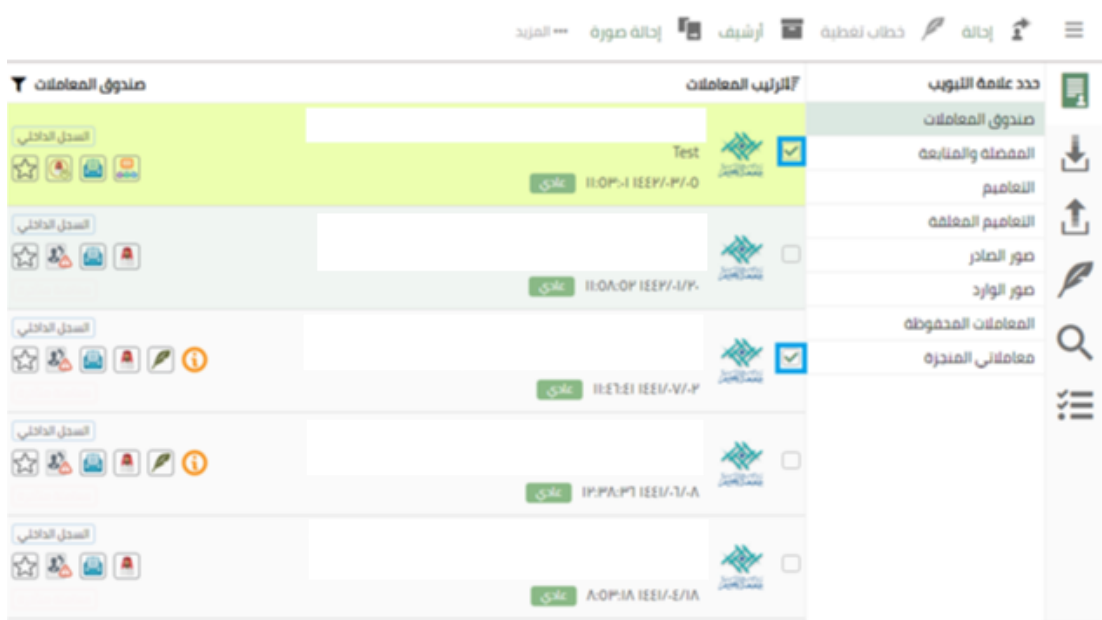 إحالة خطاب تغطية أرشيف إحالة صورة ••• المزيد
حدد علامة التبويب
صندوق المعاملات
المفضلة والمتابعة
التعاميم
التعاميم المغلقة
صور الصادر
صور الوارد
المعاملات المحفوظة
معاملاتي المنجزة
ترتيب المعاملات
صندوق المعاملات
Test
السجل الداخلي
١٤٤٢/٠٣/٠٥ ١١:٥٣:٠١ عادي
السجل الداخلي
١٤٤٢/٠١/٢٠ ١١:٥٨:٥٢ عادي
السجل الداخلي
١٤٤١/٠٧/٠٢ ١١:٤٦:٤١ عادي
السجل الداخلي
١٤٤١/٠٦/٠٨ ١٢:٣٨:٣٦ عادي
السجل الداخلي
١٤٤١/٠٤/١٨ ٨:٥٣:١٨ عادي